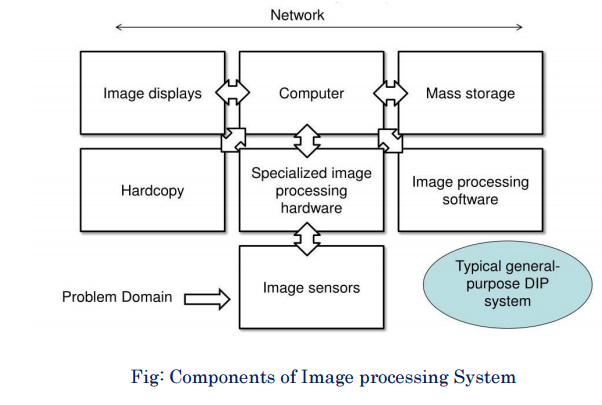 Network
Image displays
Computer
Mass storage
Hardcopy
Specialized image
processing
hardware
Image processing
software
Problem Domain
Image sensors
Typical general-
purpose DIP
system
Fig: Components of Image processing System